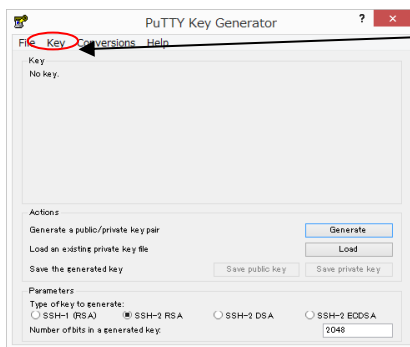 PuTTY Key Generator
?
File Key Conversions Help
Key
No key.
Actions
Generate a public/private key pair
Generate
Load an existing private key file
Load
Save the generated key
Save public key
Save private key
Parameters
Type of key to generate:
SSH-1 (RSA) SSH-2 RSA SSH-2 DSA SSH-2 ECDSA
Number of bits in a generated key:
2048